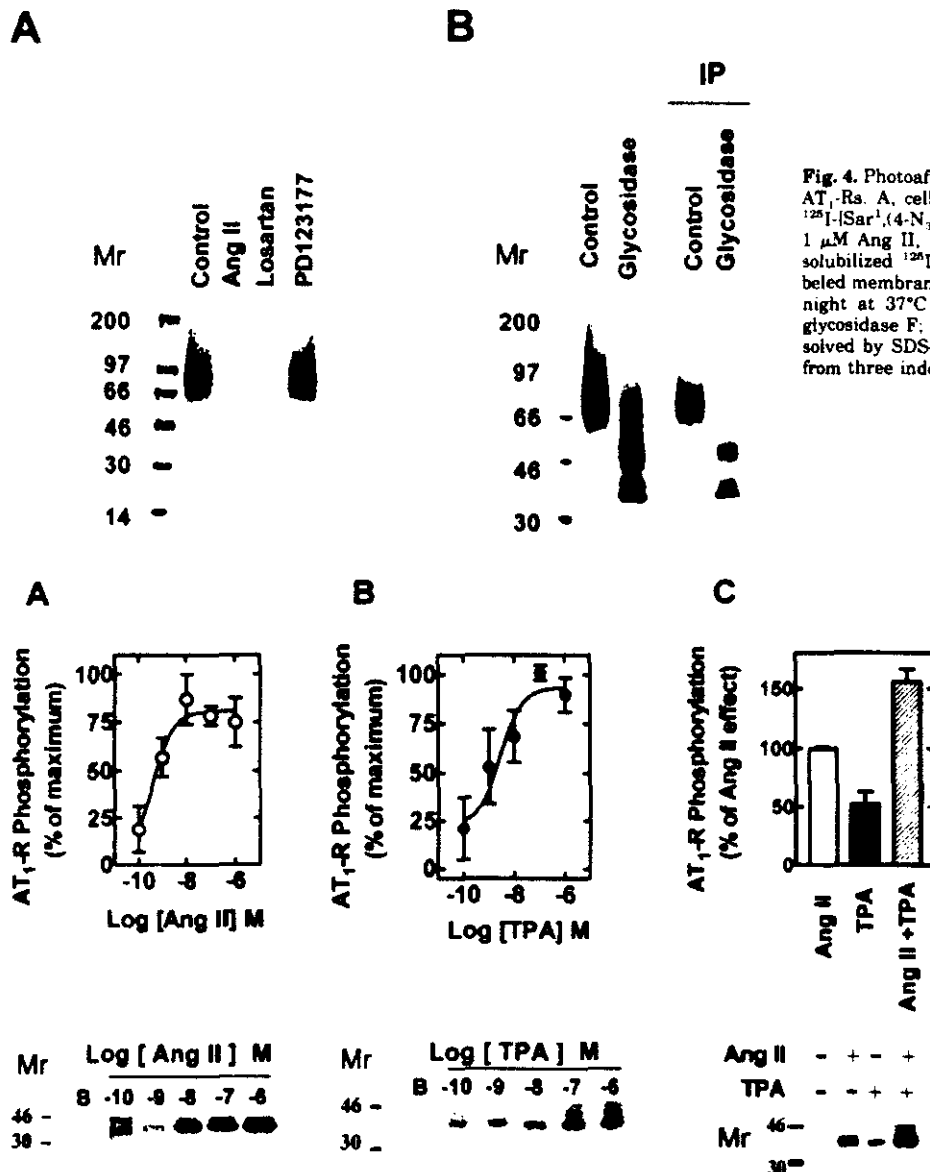 A
B
IP
Mr
Control
Ang II
Losartan
PD123177
200
97
66
46
30
14
Mr
Control
Glycosidase
Control
Glycosidase
200
97
66
46
30
Fig. 4. Photoaf
AT₁-Rs. A, cell
¹²⁵I-[Sar¹,(4-N₃
1 μM Ang II,
solubilized ¹²⁵I
beled membran
night at 37°C
glycosidase F;
solved by SDS-
from three inde
A
AT₁-R Phosphorylation
(% of maximum)
100
75
50
25
0
-10 -8 -6
Log [Ang II] M
B
AT₁-R Phosphorylation
(% of maximum)
100
75
50
25
0
-10 -8 -6
Log [TPA] M
C
AT₁-R Phosphorylation
(% of Ang II effect)
150
100
50
0
Ang II
TPA
Ang II +TPA
Mr
Log [ Ang II ] M
B -10 -9 -8 -7 -6
46 -
30 -
Mr
Log [ TPA ] M
B -10 -9 -8 -7 -6
46 -
30 -
Ang II - + - +
TPA - - + +
Mr
46
30